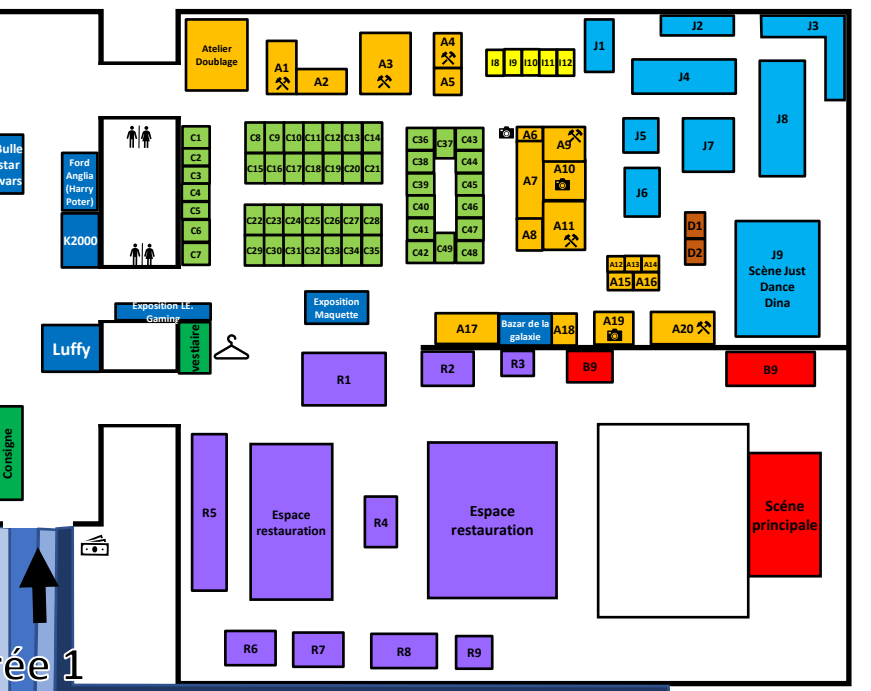 Atelier
Doublage
A1
A2
A3
A4
A5
I8 I9 I10 I11 I12
J1
J2
J3
J4
J5
J6
J7
J8
Bulle
star
wars
Ford
Anglia
(Harry
Poter)
K2000
C1
C2
C3
C4
C5
C6
C7
C8 C9 C10 C11 C12 C13 C14
C15 C16 C17 C18 C19 C20 C21
C22 C23 C24 C25 C26 C27 C28
C29 C30 C31 C32 C33 C34 C35
C36 C37 C43
C38 C44
C39 C45
C40 C46
C41 C47
C42 C49 C48
A6
A7
A8
A9
A10
A11
D1
D2
A12 A13 A14
A15 A16
J9
Scène Just
Dance
Dina
Exposition LE.
Gaming
Luffy
vestiaire
Exposition
Maquette
A17
Bazar de la
galaxie
A18
A19
A20
R1
R2
R3
B9
B9
Consigne
R5
Espace
restauration
R4
Espace
restauration
Scéne
principale
R6
R7
R8
R9
rée 1